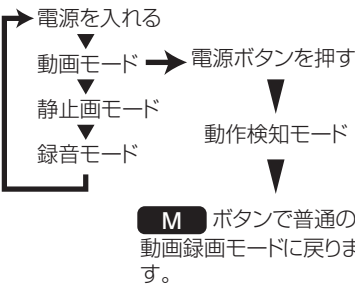 電源を入れる
動画モード
静止画モード
録音モード
電源ボタンを押す
動作検知モード
M ボタンで普通の
動画録画モードに戻りま
す。